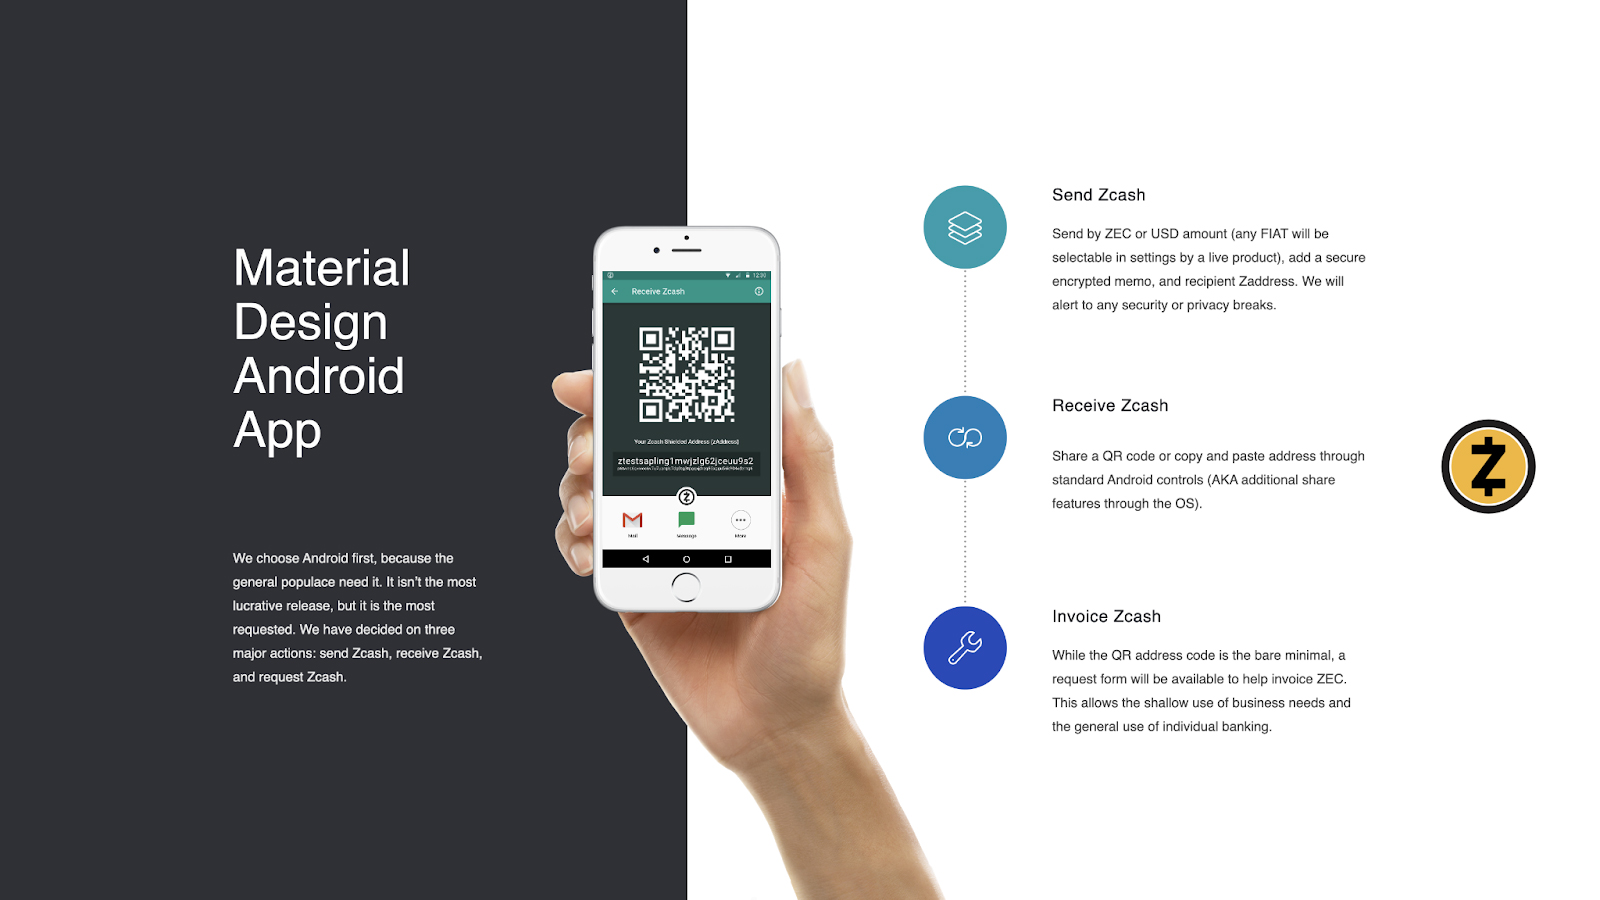 Material
Design
Android
App
We choose Android first, because the
general populace need it. It isn't the most
lucrative release, but it is the most
requested. We have decided on three
major actions: send Zcash, receive Zcash,
and request Zcash.
12:00
Receive Zcash
Your Zcash Shielded Address (zAddress)
ztestsapling1mwjzlg62jceuu9s2
Mail
Message
More
Send Zcash
Send by ZEC or USD amount (any FIAT will be
selectable in settings by a live product), add a secure
encrypted memo, and recipient Zaddress. We will
alert to any security or privacy breaks.
Receive Zcash
Share a QR code or copy and paste address through
standard Android controls (AKA additional share
features through the OS).
Invoice Zcash
While the QR address code is the bare minimal, a
request form will be available to help invoice ZEC.
This allows the shallow use of business needs and
the general use of individual banking.